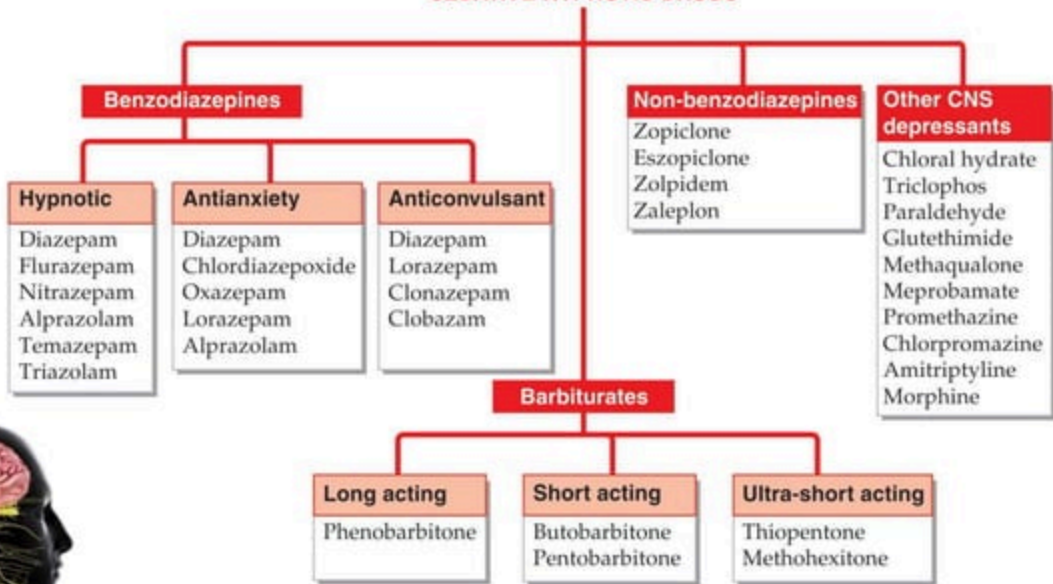 Benzodiazepines
Hypnotic
Diazepam
Flurazepam
Nitrazepam
Alprazolam
Temazepam
Triazolam
Antianxiety
Diazepam
Chlordiazepoxide
Oxazepam
Lorazepam
Alprazolam
Anticonvulsant
Diazepam
Lorazepam
Clonazepam
Clobazam
Non-benzodiazepines
Zopiclone
Eszopiclone
Zolpidem
Zaleplon
Other CNS
depressants
Chloral hydrate
Triclophos
Paraldehyde
Glutethimide
Methaqualone
Meprobamate
Promethazine
Chlorpromazine
Amitriptyline
Morphine
Barbiturates
Long acting
Phenobarbitone
Short acting
Butobarbitone
Pentobarbitone
Ultra-short acting
Thiopentone
Methohexitone